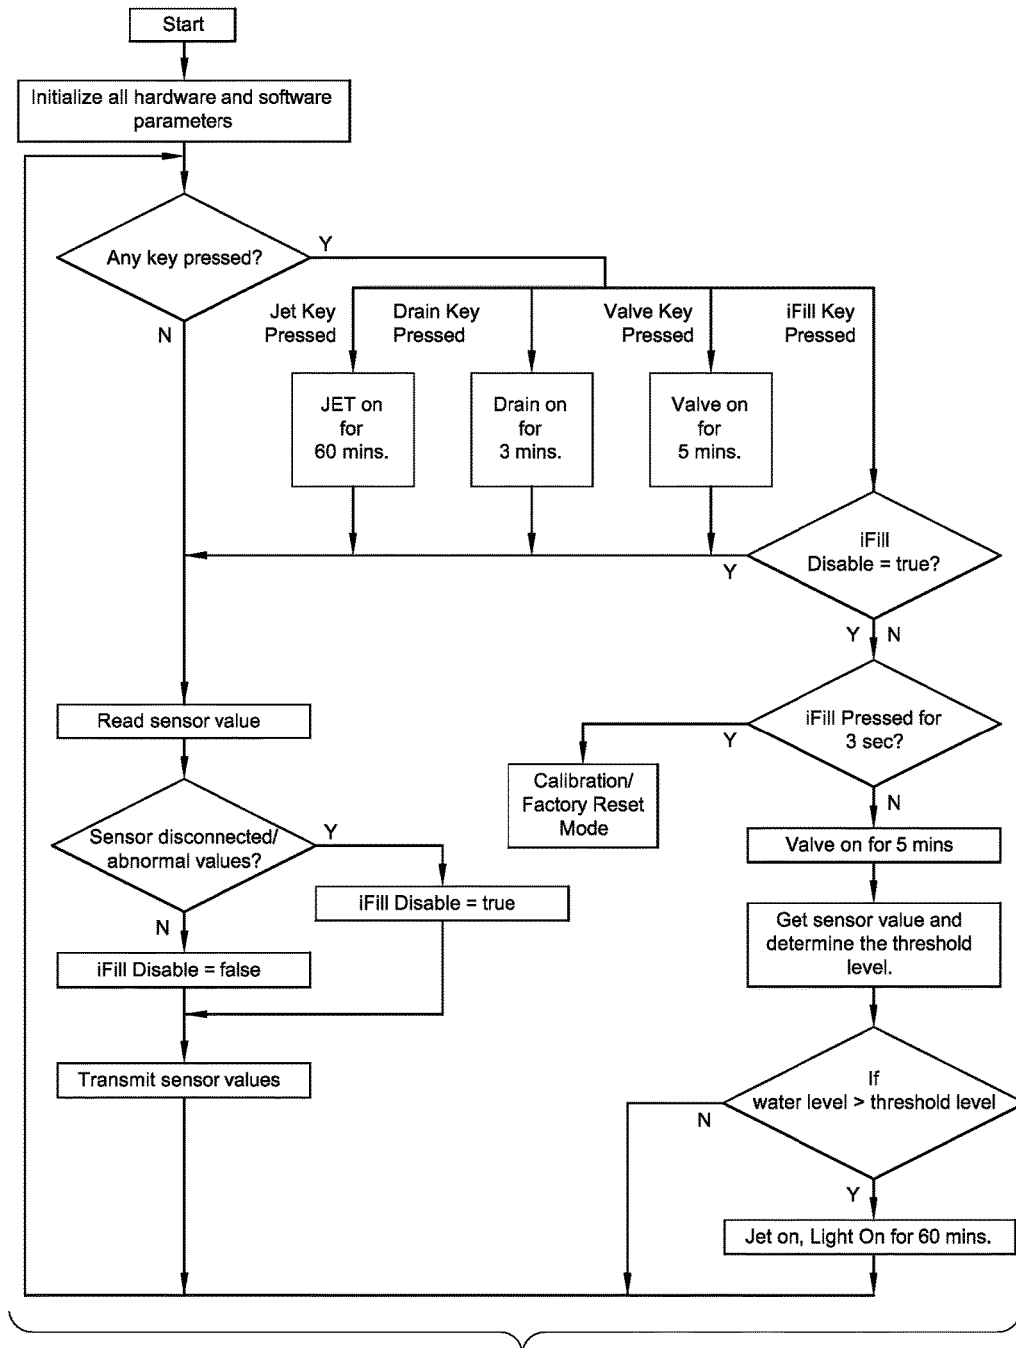 Start
Initialize all hardware and software
parameters
Any key pressed?
Y
N
Jet Key
Pressed
Drain Key
Pressed
Valve Key
Pressed
iFill Key
Pressed
JET on
for
60 mins.
Drain on
for
3 mins.
Valve on
for
5 mins.
iFill
Disable = true?
Y
Y
N
Read sensor value
iFill Pressed for
3 sec?
Y
N
Calibration/
Factory Reset
Mode
Sensor disconnected/
abnormal values?
Y
N
iFill Disable = true
iFill Disable = false
Transmit sensor values
Valve on for 5 mins
Get sensor value and
determine the threshold
level.
If
water level > threshold level
N
Y
Jet on, Light On for 60 mins.